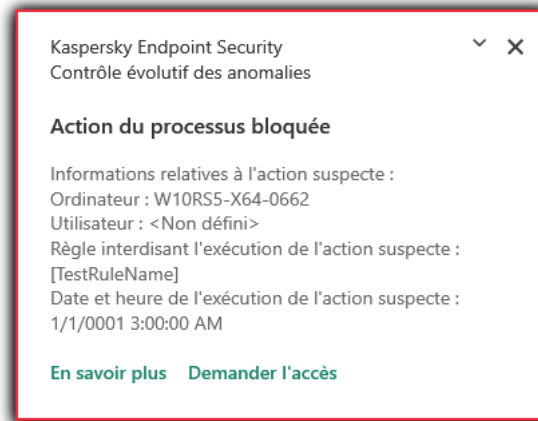 Kaspersky Endpoint Security
Contrôle évolutif des anomalies
Action du processus bloquée
Informations relatives à l'action suspecte :
Ordinateur : W10RS5-X64-0662
Utilisateur : <Non défini>
Règle interdisant l'exécution de l'action suspecte :
[TestRuleName]
Date et heure de l'exécution de l'action suspecte :
1/1/0001 3:00:00 AM
En savoir plus Demander l'accès